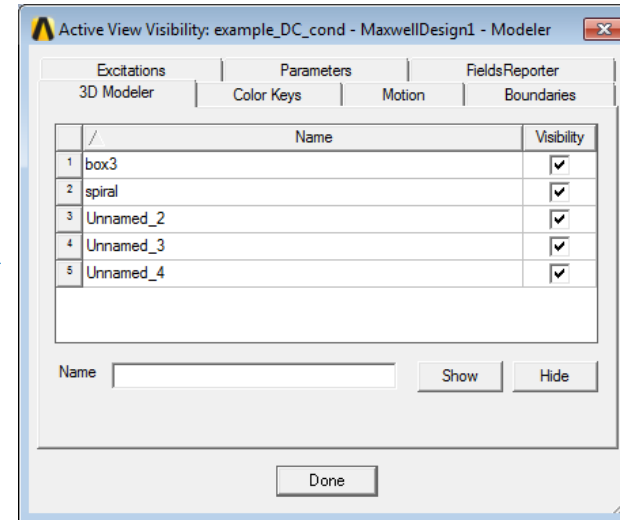 Active View Visibility: example_DC_cond - MaxwellDesign1 - Modeler
Excitations Parameters FieldsReporter
3D Modeler Color Keys Motion Boundaries
Name Visibility
1 box3
2 spiral
3 Unnamed_2
4 Unnamed_3
5 Unnamed_4
Name Show Hide
Done